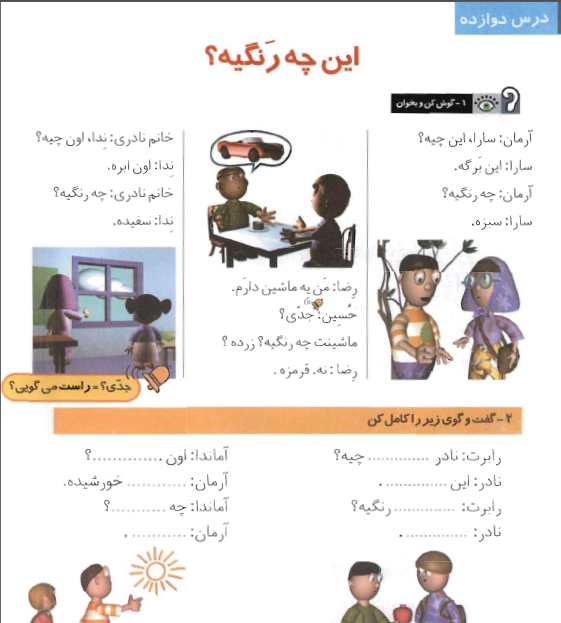 درس دوازده
این چه رَنگیه؟
۱- گوش کن و بخوان
آرمان: سارا، این چیه؟
سارا: این بَرگه.
آرمان: چه رنگیه؟
سارا: سبزه.
رِضا: مَن یه ماشین دارَم.
حُسِین: جدّی؟
ماشینت چه رنگیه؟ زرده؟
رِضا: نه. قرمزه.
خانم نادری: نِدا، اون چیه؟
نِدا: اون ابره.
خانم نادری: چه رنگیه؟
نِدا: سفیده.
جدّی؟ = راست می گویی؟
۲- گفت و گوی زیر را کامل کن
رابرت: نادر .............. چیه؟
نادر: این .............. .
رابرت: .............. رنگیه؟
نادر: .............. .
آماندا: اون ..............؟
آرمان: ............ خورشیده.
آماندا: چه ...........؟
آرمان: ............ .